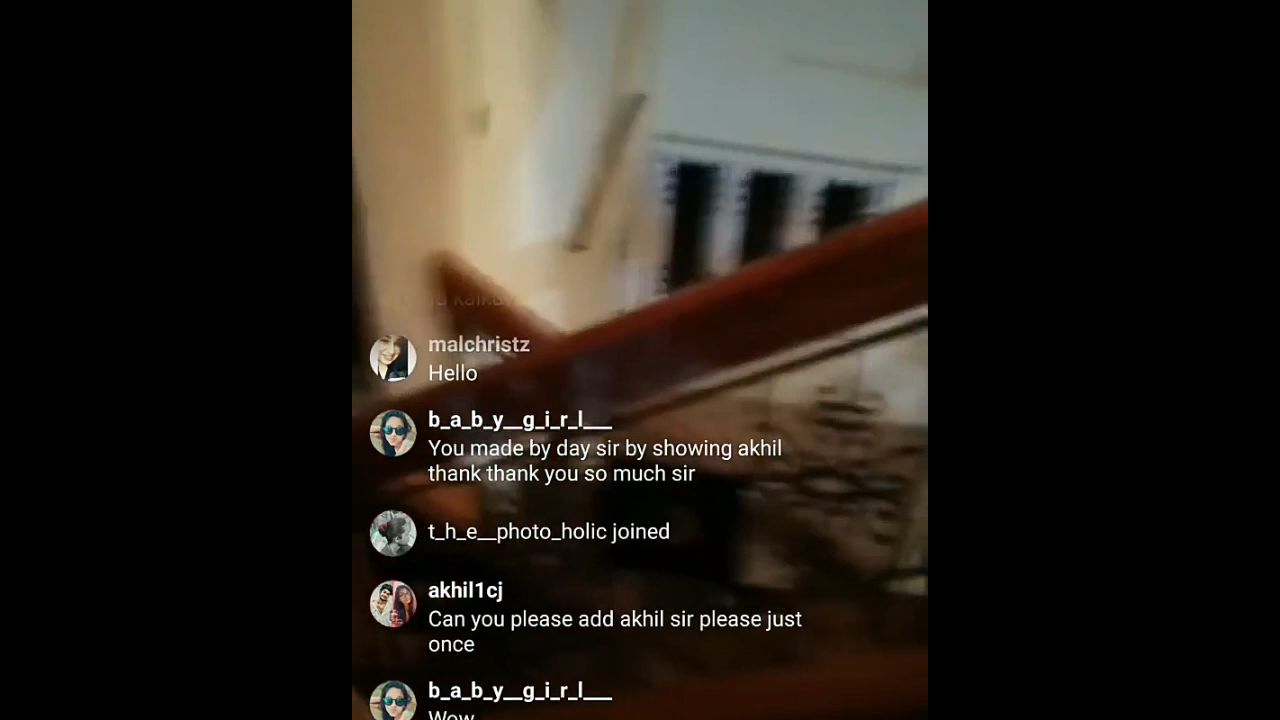 malchristz
Hello
b_a_b_y__g_i_r_l___
You made by day sir by showing akhil
thank thank you so much sir
t_h_e__photo_holic joined
akhil1cj
Can you please add akhil sir please just
once
b_a_b_y__g_i_r_l___
Wow